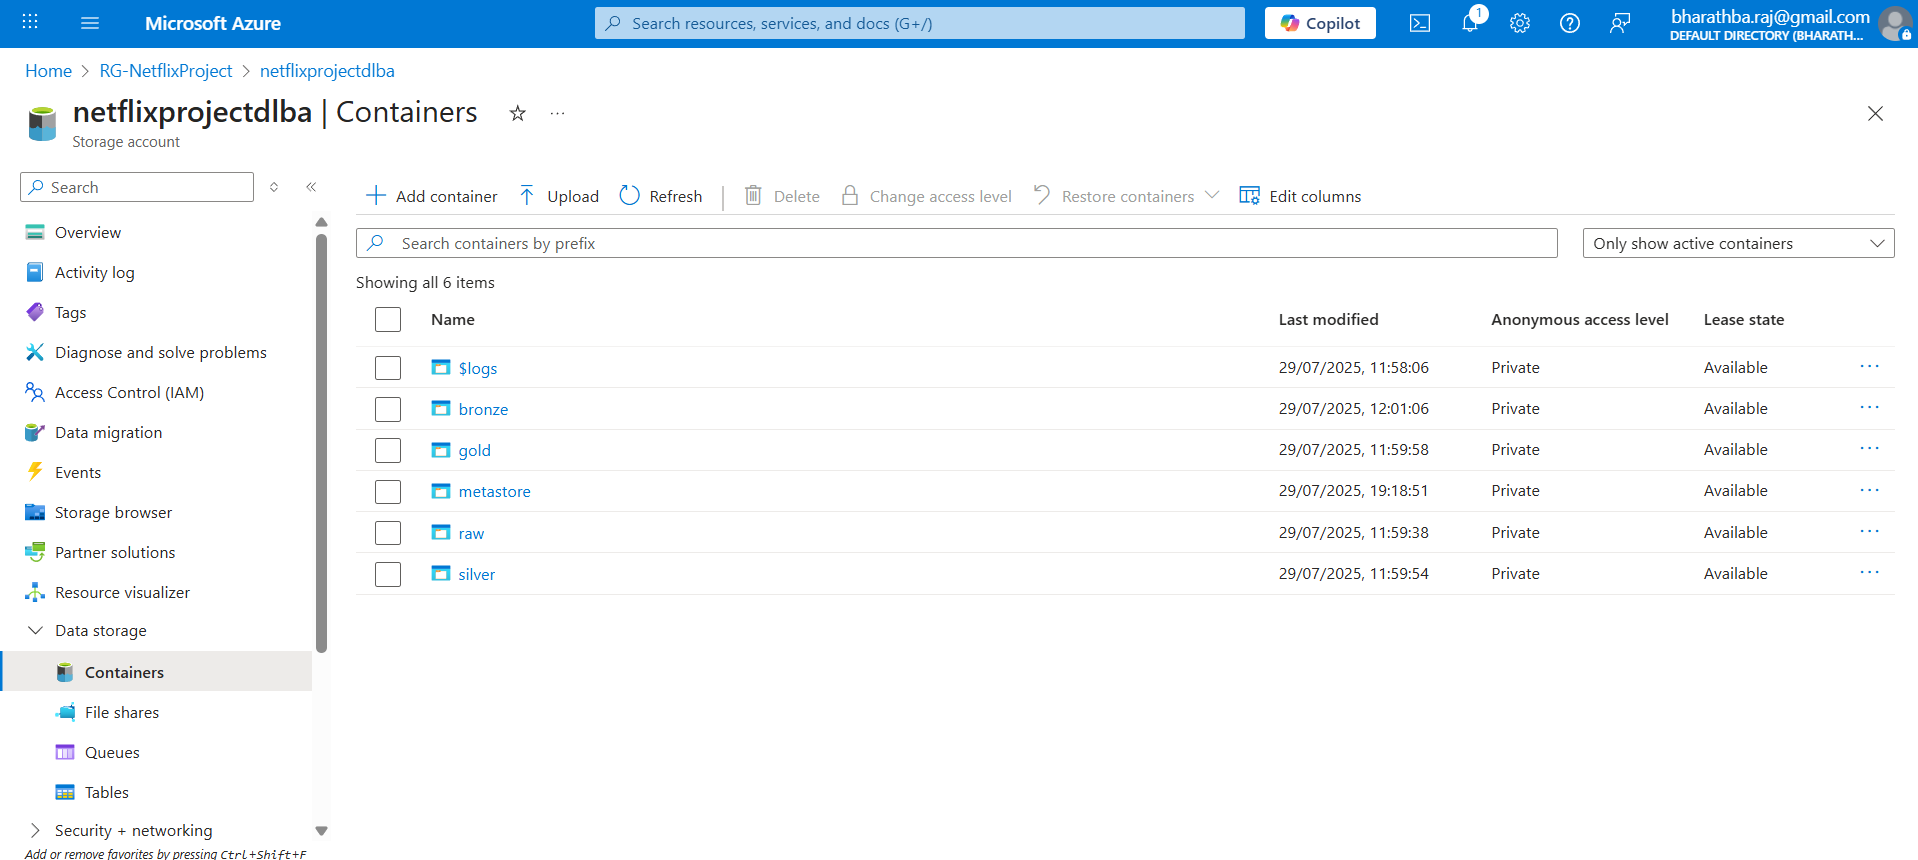 Microsoft Azure
Search resources, services, and docs (G+/)
Copilot
1
bharathba.raj@gmail.com
DEFAULT DIRECTORY (BHARATH...
Home > RG-NetflixProject > netflixprojectdlba
netflixprojectdlba | Containers
Storage account
Search
Overview
Activity log
Tags
Diagnose and solve problems
Access Control (IAM)
Data migration
Events
Storage browser
Partner solutions
Resource visualizer
Data storage
Containers
File shares
Queues
Tables
Security + networking
Add or remove favorites by pressing Ctrl+Shift+F
Add container Upload Refresh Delete Change access level Restore containers Edit columns
Search containers by prefix
Only show active containers
Showing all 6 items
Name Last modified Anonymous access level Lease state
$logs 29/07/2025, 11:58:06 Private Available
bronze 29/07/2025, 12:01:06 Private Available
gold 29/07/2025, 11:59:58 Private Available
metastore 29/07/2025, 19:18:51 Private Available
raw 29/07/2025, 11:59:38 Private Available
silver 29/07/2025, 11:59:54 Private Available